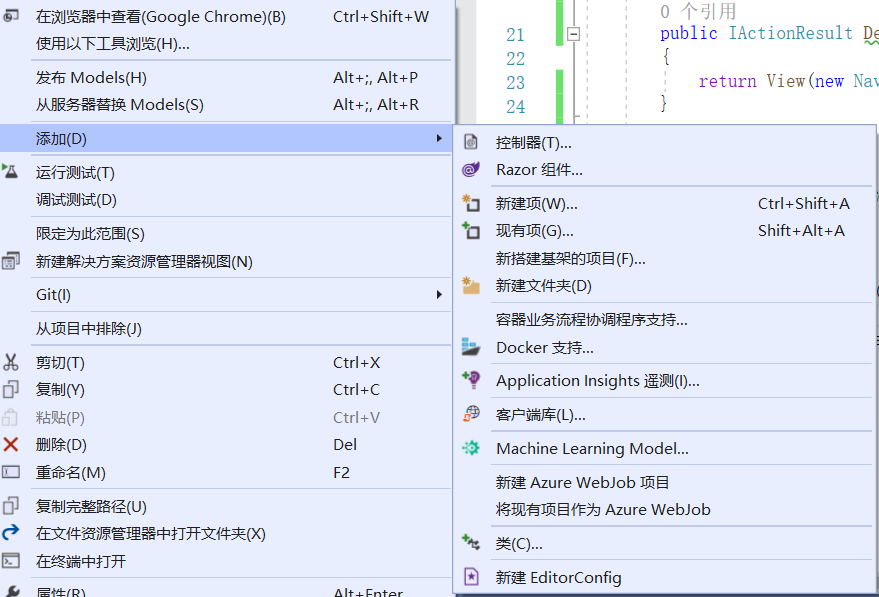 在浏览器中查看(Google Chrome)(B) Ctrl+Shift+W
使用以下工具浏览(H)...
发布 Models(H) Alt+;, Alt+P
从服务器替换 Models(S) Alt+;, Alt+R
添加(D)
运行测试(T)
调试测试(D)
限定为此范围(S)
新建解决方案资源管理器视图(N)
Git(I)
从项目中排除(J)
剪切(T) Ctrl+X
复制(Y) Ctrl+C
粘贴(P) Ctrl+V
删除(D) Del
重命名(M) F2
复制完整路径(U)
在文件资源管理器中打开文件夹(X)
在终端中打开
属性(R) Alt+Enter
0 个引用
21 public IActionResult De
22 {
23 return View(new Nav
24 }
控制器(T)...
Razor 组件...
新建项(W)... Ctrl+Shift+A
现有项(G)... Shift+Alt+A
新搭建基架的项目(F)...
新建文件夹(D)
容器业务流程协调程序支持...
Docker 支持...
Application Insights 遥测(I)...
客户端库(L)...
Machine Learning Model...
新建 Azure WebJob 项目
将现有项目作为 Azure WebJob
类(C)...
新建 EditorConfig